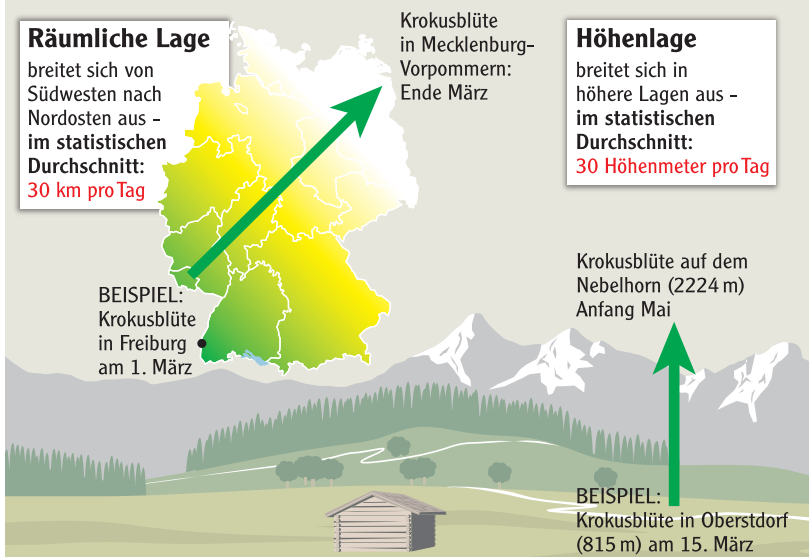 Räumliche Lage
breitet sich von
Südwesten nach
Nordosten aus –
im statistischen
Durchschnitt:
30 km pro Tag
Krokusblüte
in Mecklenburg-
Vorpommern:
Ende März
Höhenlage
breitet sich in
höhere Lagen aus –
im statistischen
Durchschnitt:
30 Höhenmeter pro Tag
BEISPIEL:
Krokusblüte
in Freiburg
am 1. März
Krokusblüte auf dem
Nebelhorn (2224 m)
Anfang Mai
BEISPIEL:
Krokusblüte in Oberstdorf
(815 m) am 15. März